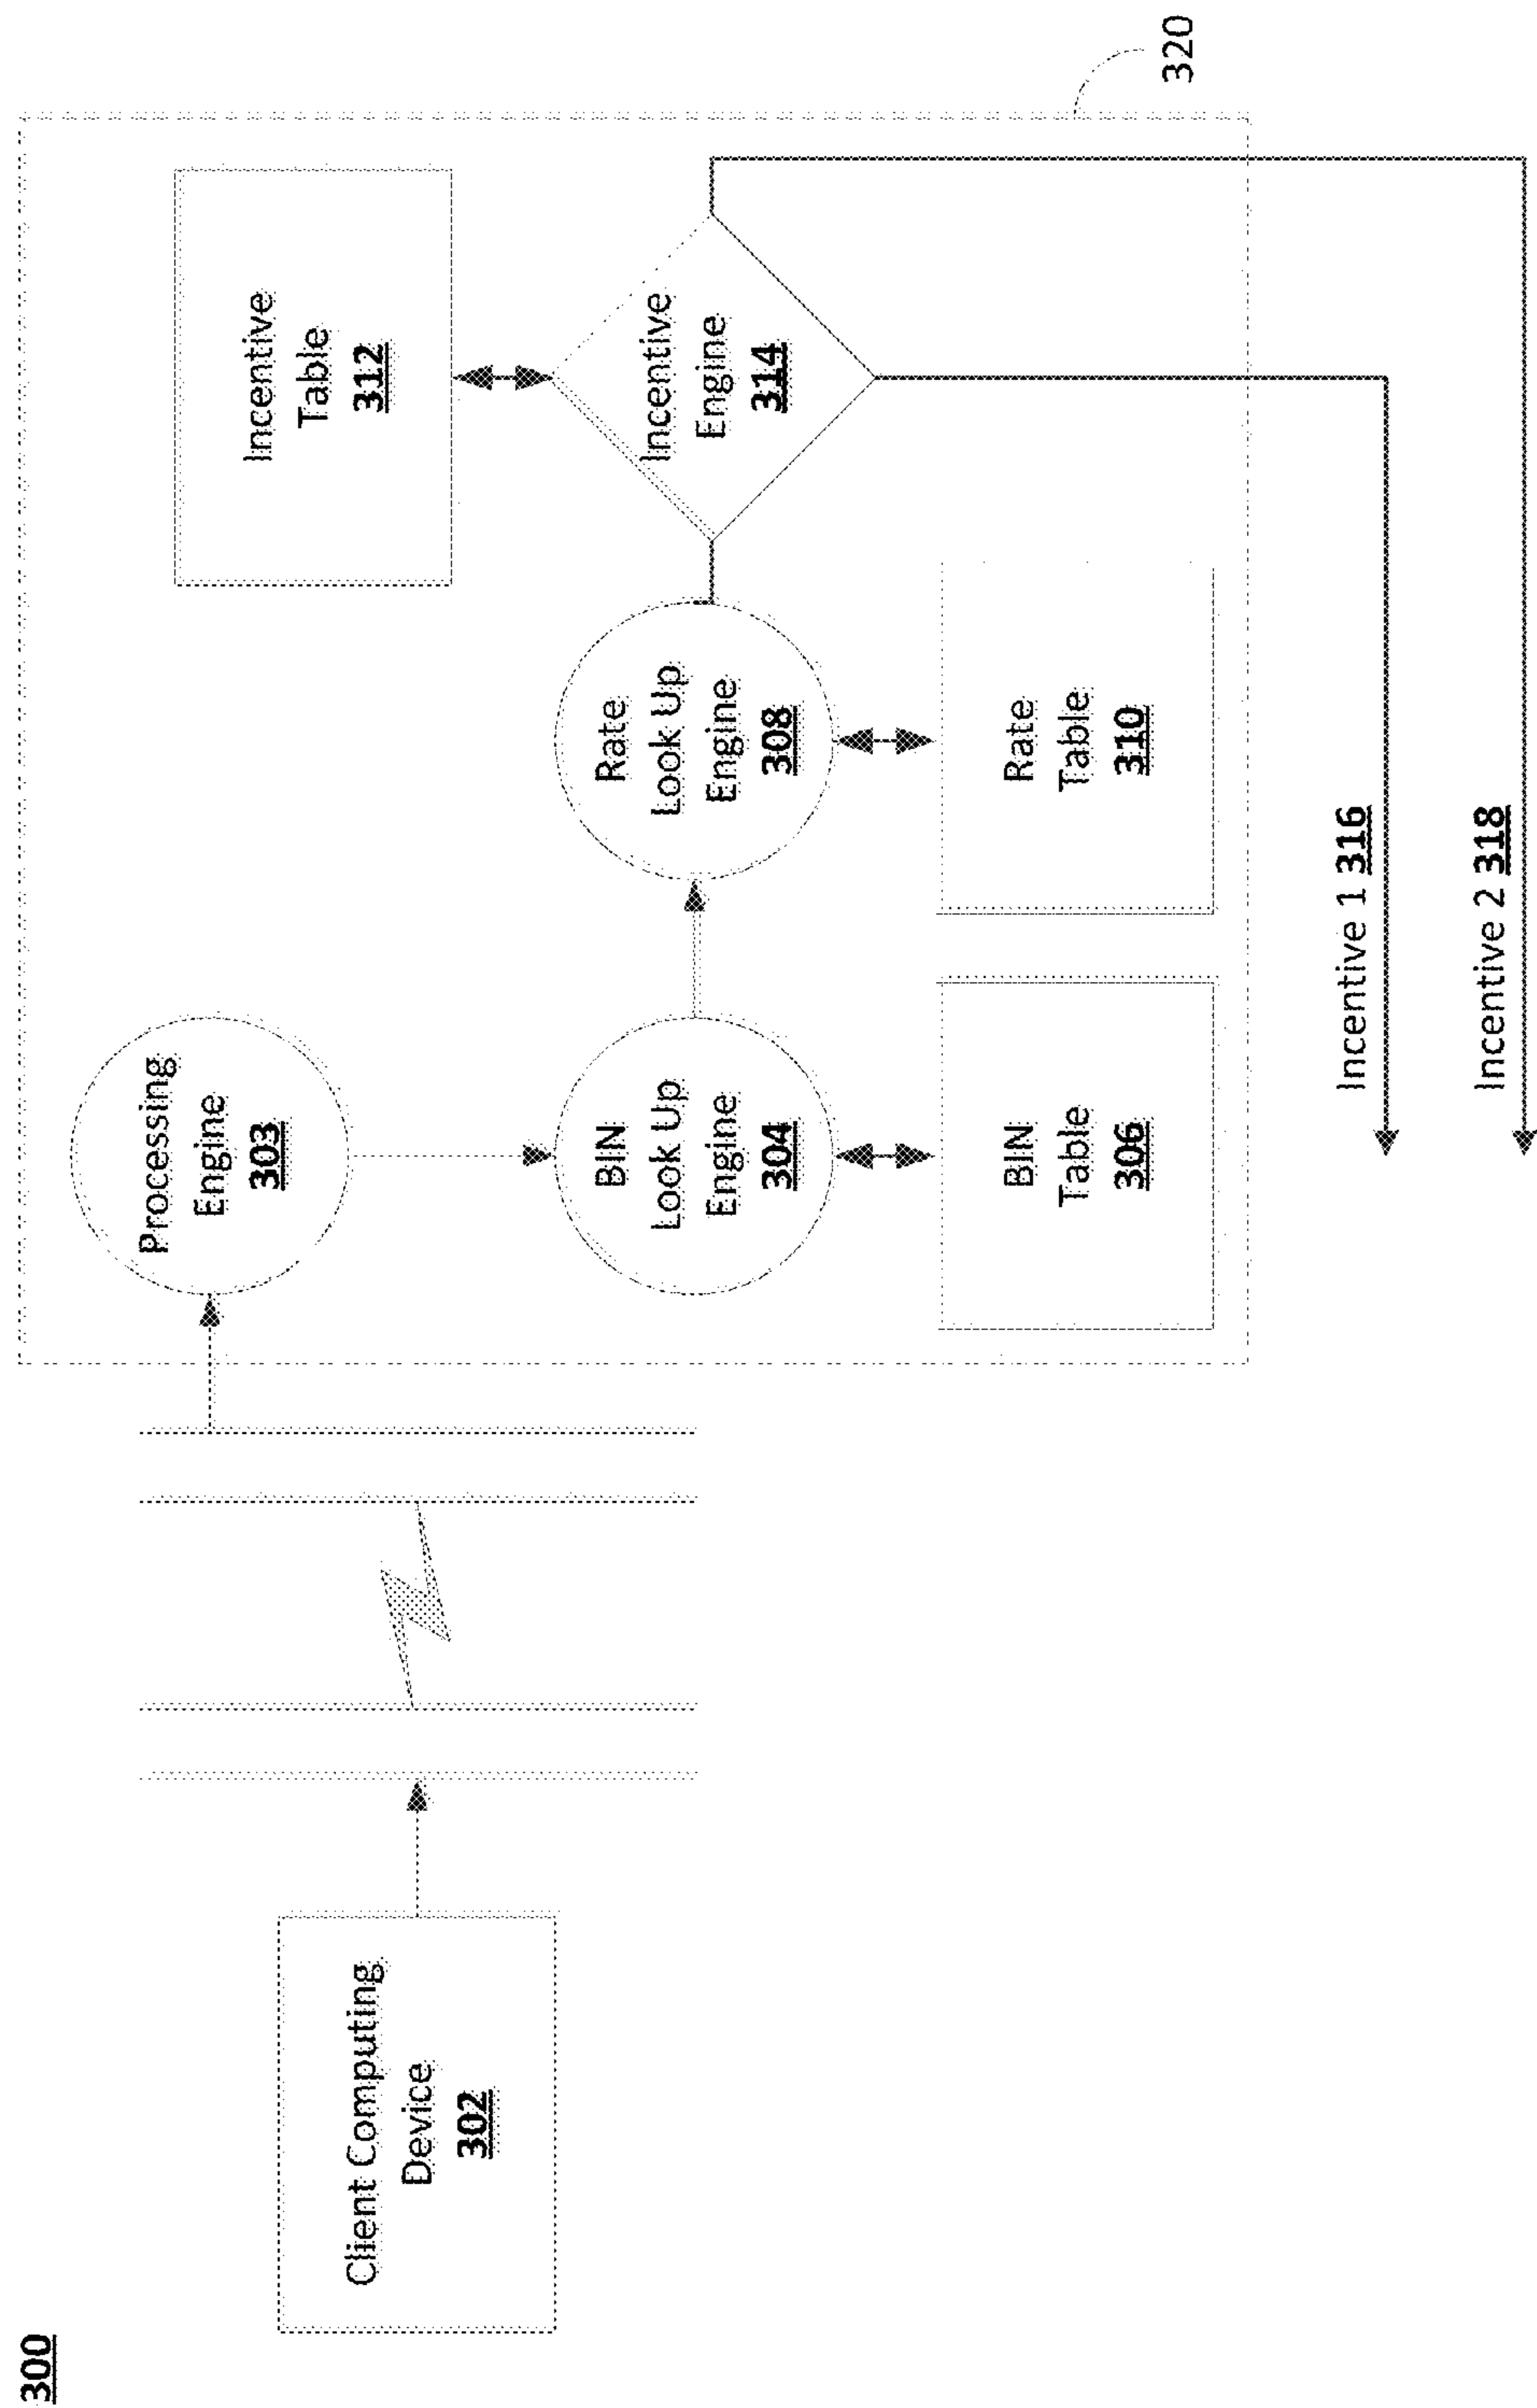 300
Client Computing
Device
302
Processing
Engine
303
BIN
Look Up
Engine
304
BIN
Table
306
Rate
Look Up
Engine
308
Rate
Table
310
Incentive
Table
312
Incentive
Engine
314
Incentive 1 316
Incentive 2 318
320